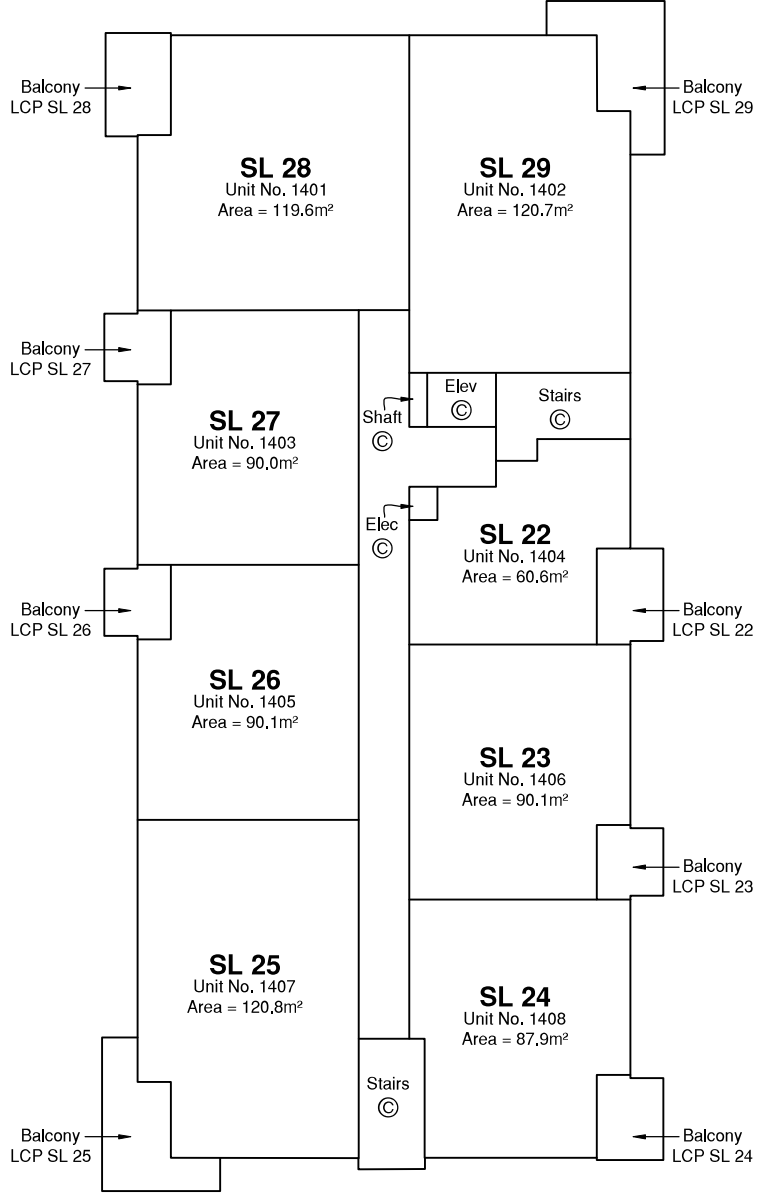 Balcony
LCP SL 28
Balcony
LCP SL 29
SL 28
Unit No. 1401
Area = 119.6m²
SL 29
Unit No. 1402
Area = 120.7m²
Balcony
LCP SL 27
SL 27
Unit No. 1403
Area = 90.0m²
Shaft
©
Elev
©
Stairs
©
Elec
©
SL 22
Unit No. 1404
Area = 60.6m²
Balcony
LCP SL 26
Balcony
LCP SL 22
SL 26
Unit No. 1405
Area = 90.1m²
SL 23
Unit No. 1406
Area = 90.1m²
Balcony
LCP SL 23
SL 25
Unit No. 1407
Area = 120.8m²
SL 24
Unit No. 1408
Area = 87.9m²
Stairs
©
Balcony
LCP SL 25
Balcony
LCP SL 24